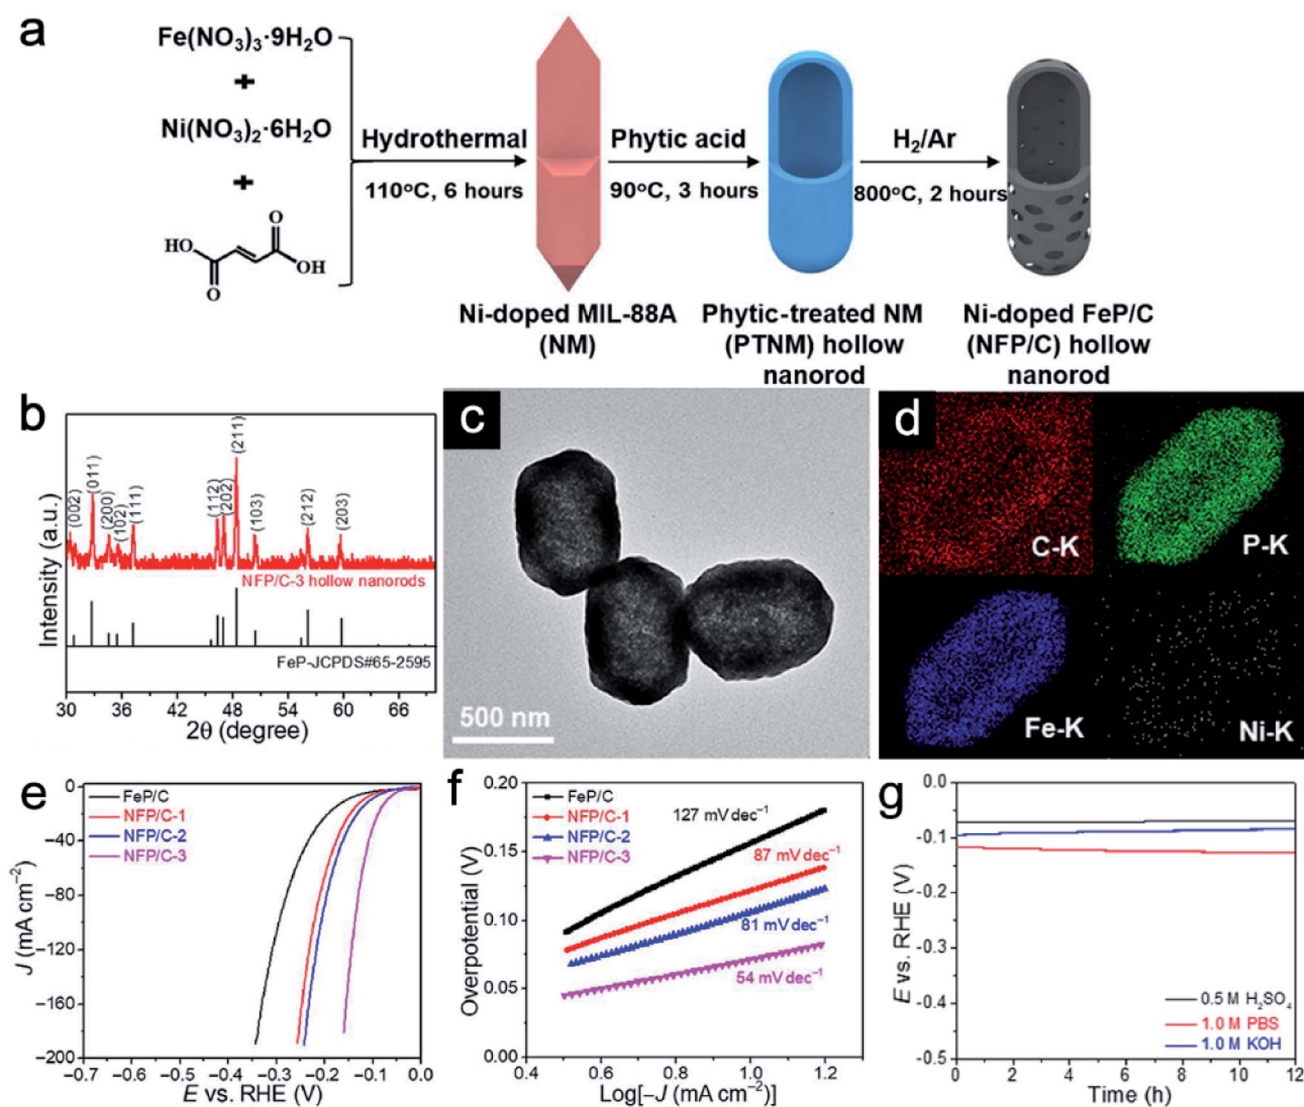 a
Fe(NO₃)₃·9H₂O
+
Ni(NO₃)₂·6H₂O
+
HO
O
O
OH
Hydrothermal
110°C, 6 hours
Phytic acid
90°C, 3 hours
H₂/Ar
800°C, 2 hours
Ni-doped MIL-88A
(NM)
Phytic-treated NM
(PTNM) hollow
nanorod
Ni-doped FeP/C
(NFP/C) hollow
nanorod
b
Intensity (a.u.)
(002)
(011)
(200)
(102)
(111)
(112)
(202)
(211)
(103)
(212)
(203)
NFP/C-3 hollow nanorods
FeP-JCPDS#65-2595
30 36 42 48 54 60 66
2θ (degree)
c
500 nm
d
C-K
P-K
Fe-K
Ni-K
e
FeP/C
NFP/C-1
NFP/C-2
NFP/C-3
J (mA cm⁻²)
0
−40
−80
−120
−160
−200
−0.7 −0.6 −0.5 −0.4 −0.3 −0.2 −0.1 0.0
E vs. RHE (V)
f
FeP/C
NFP/C-1
NFP/C-2
NFP/C-3
127 mV dec⁻¹
87 mV dec⁻¹
81 mV dec⁻¹
54 mV dec⁻¹
Overpotential (V)
0.20
0.15
0.10
0.05
0.00
0.4 0.6 0.8 1.0 1.2
Log[−J (mA cm⁻²)]
g
E vs. RHE (V)
0.0
−0.1
−0.2
−0.3
−0.4
−0.5
0.5 M H₂SO₄
1.0 M PBS
1.0 M KOH
0 2 4 6 8 10 12
Time (h)